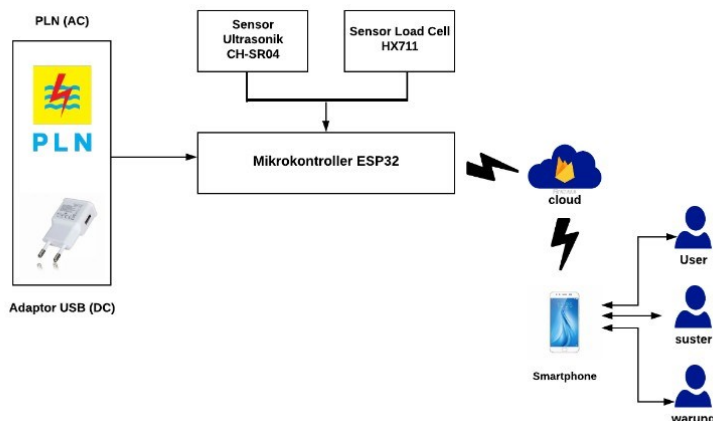 PLN (AC)
Sensor
Ultrasonik
CH-SR04
Sensor Load Cell
HX711
PLN
Mikrokontroller ESP32
cloud
Adaptor USB (DC)
User
suster
Smartphone
warung